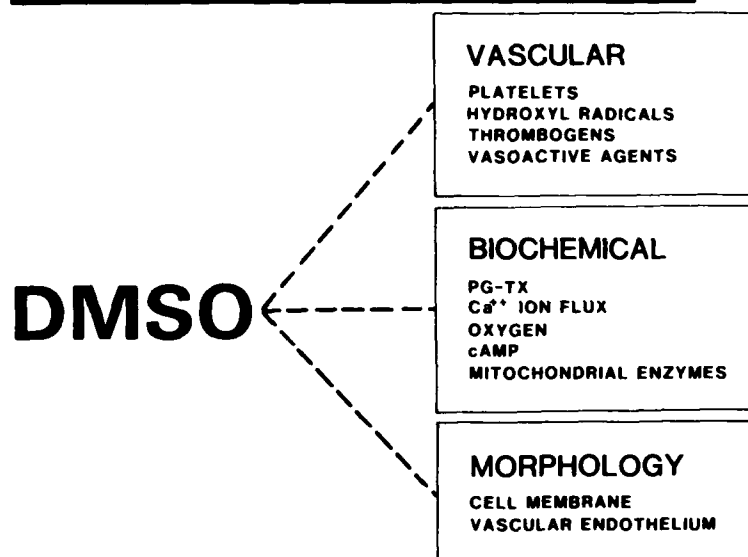 DMSO
VASCULAR
PLATELETS
HYDROXYL RADICALS
THROMBOGENS
VASOACTIVE AGENTS
BIOCHEMICAL
PG-TX
Ca⁺⁺ ION FLUX
OXYGEN
cAMP
MITOCHONDRIAL ENZYMES
MORPHOLOGY
CELL MEMBRANE
VASCULAR ENDOTHELIUM